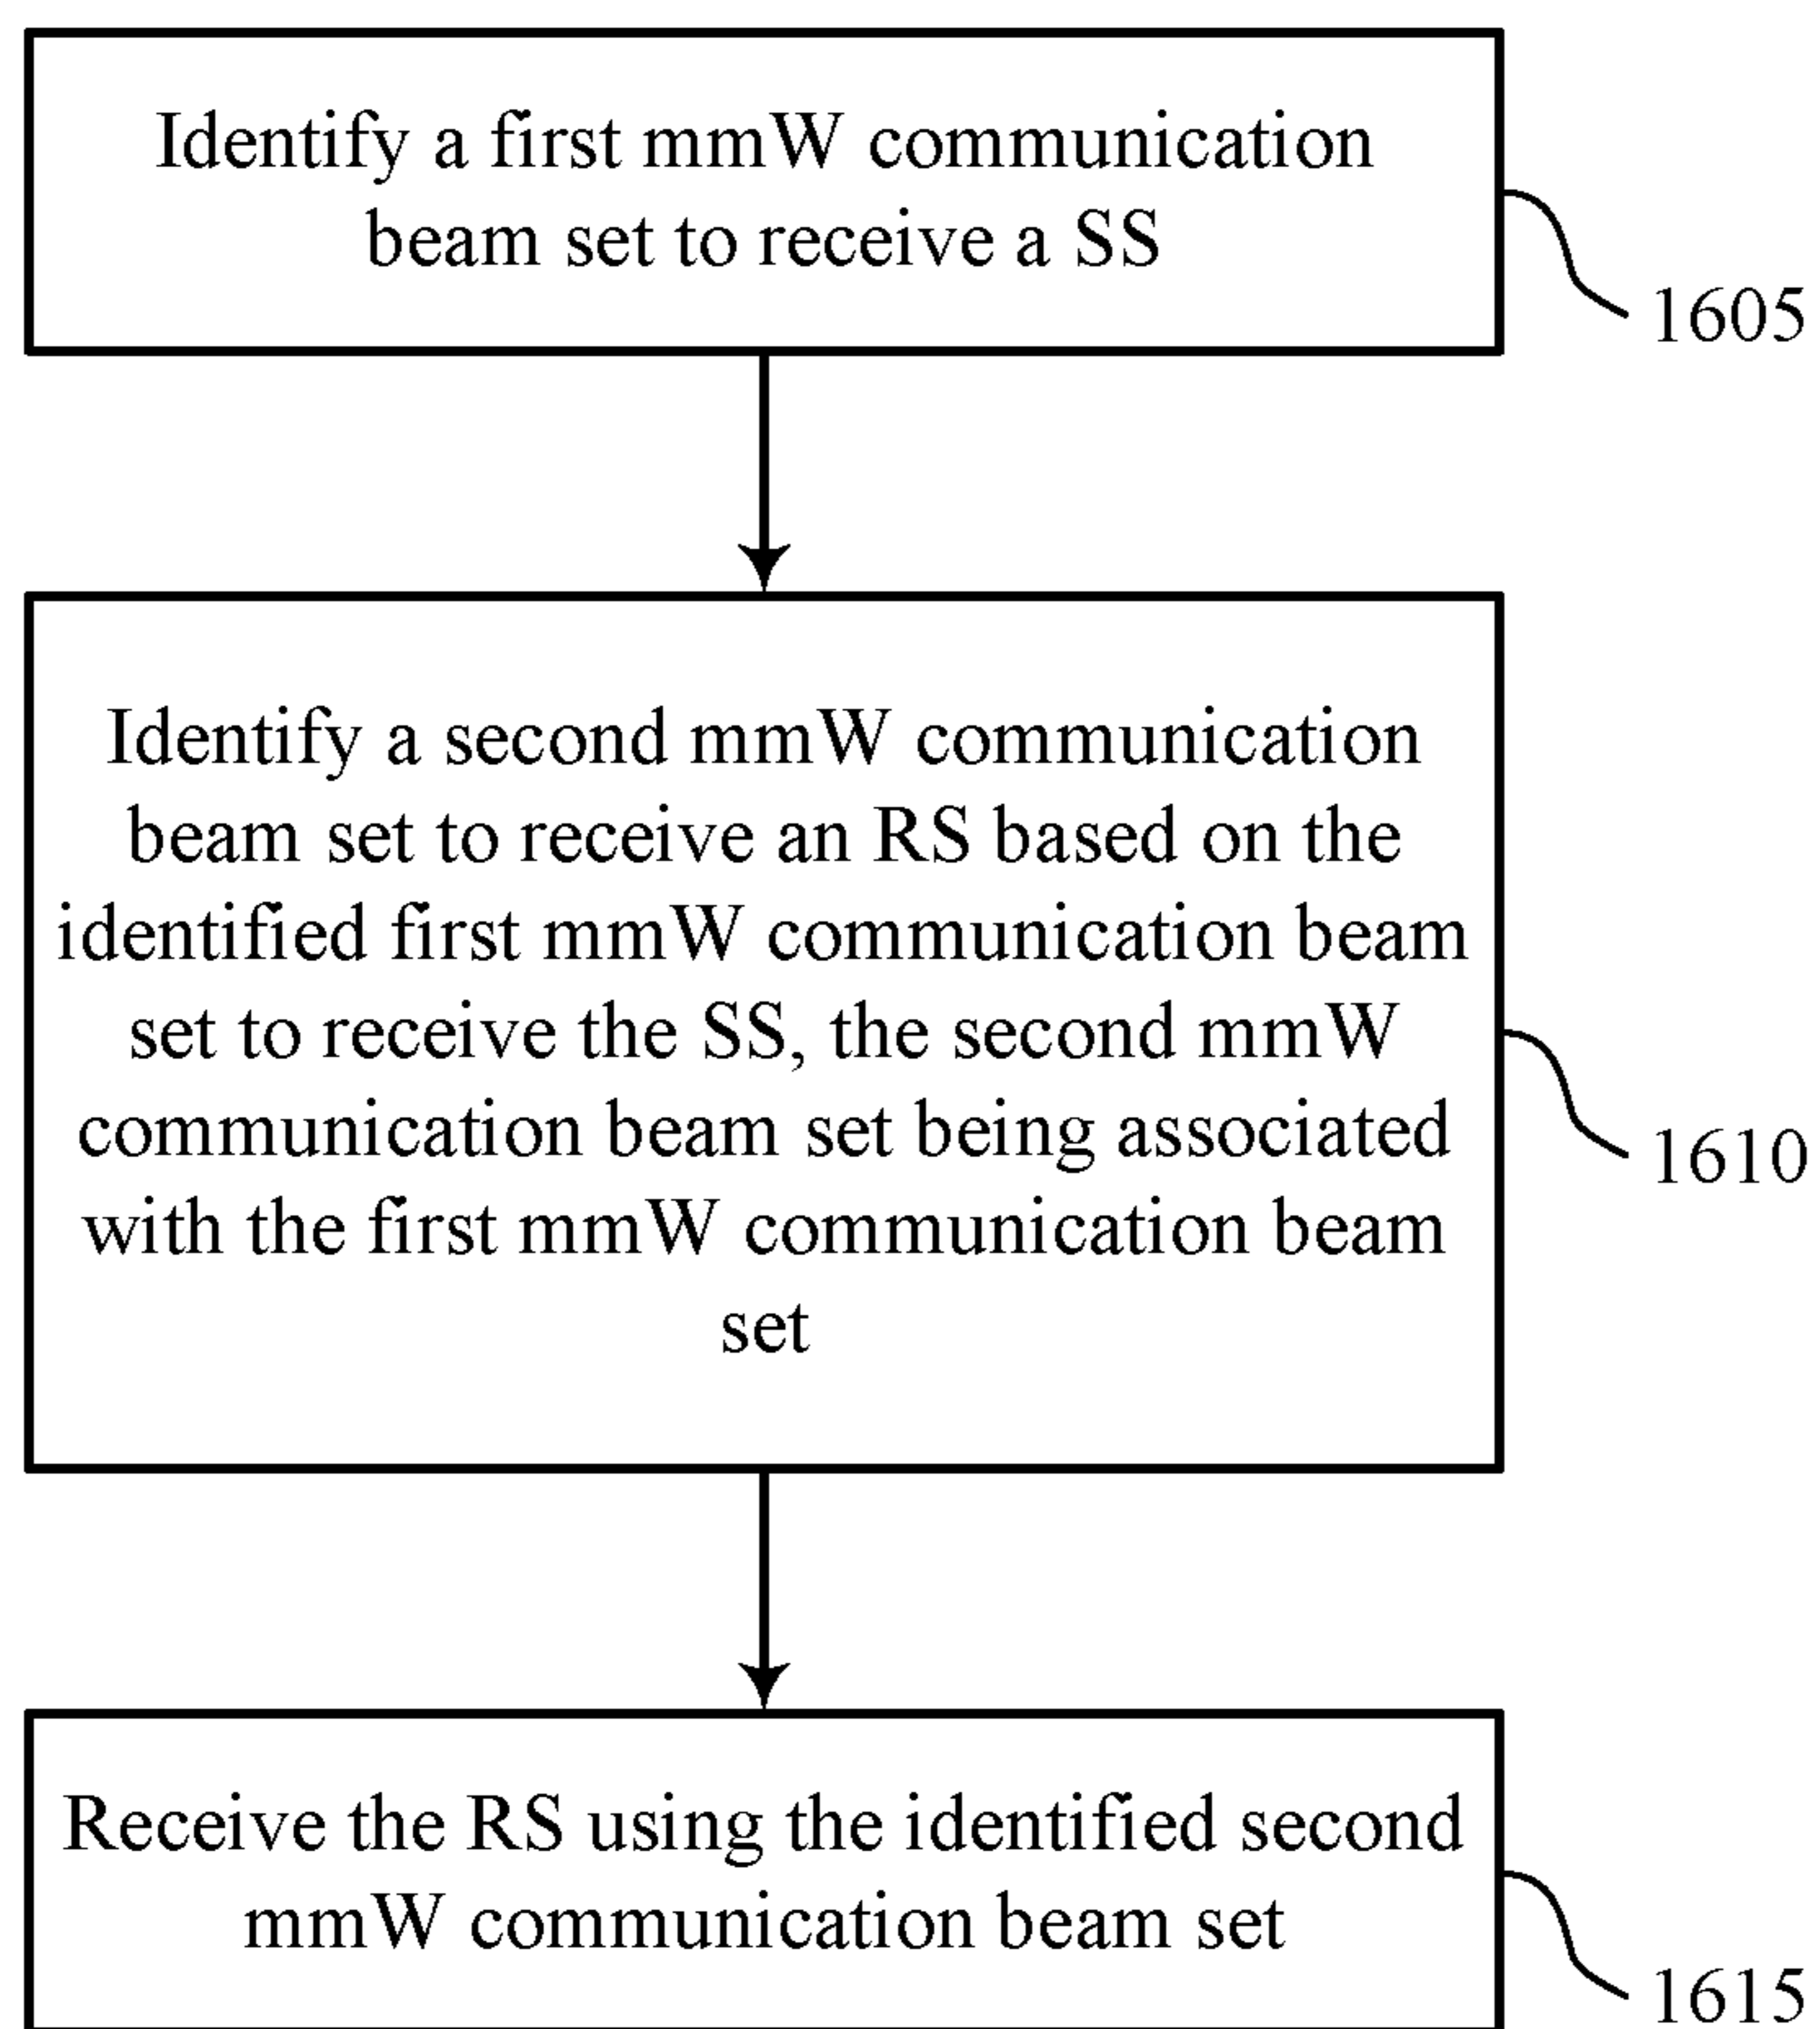 Identify a first mmW communication
beam set to receive a SS
1605
Identify a second mmW communication
beam set to receive an RS based on the
identified first mmW communication beam
set to receive the SS, the second mmW
communication beam set being associated
with the first mmW communication beam
set
1610
Receive the RS using the identified second
mmW communication beam set
1615